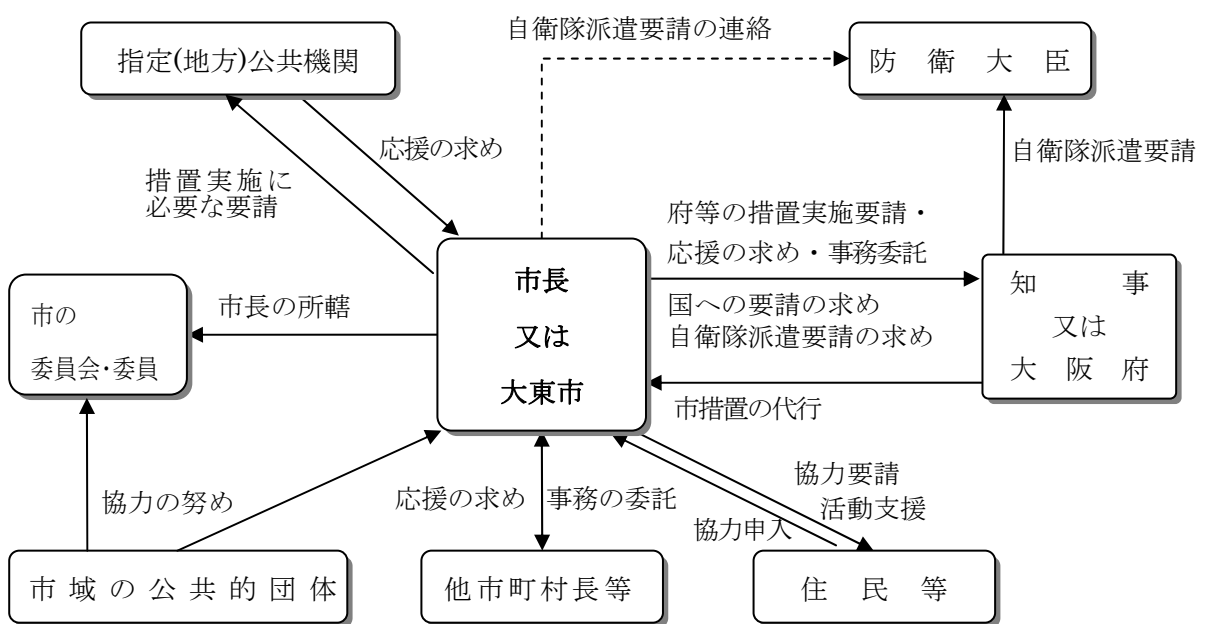 自衛隊派遣要請の連絡
指定(地方)公共機関
防衛大臣
応援の求め
自衛隊派遣要請
措置実施に
必要な要請
府等の措置実施要請・
応援の求め・事務委託
市長
又は
大東市
知事
又は
大阪府
市の
委員会・委員
市長の所轄
国への要請の求め
自衛隊派遣要請の求め
市措置の代行
協力の努め
応援の求め
事務の委託
協力要請
活動支援
協力申入
市域の公共的団体
他市町村長等
住民等